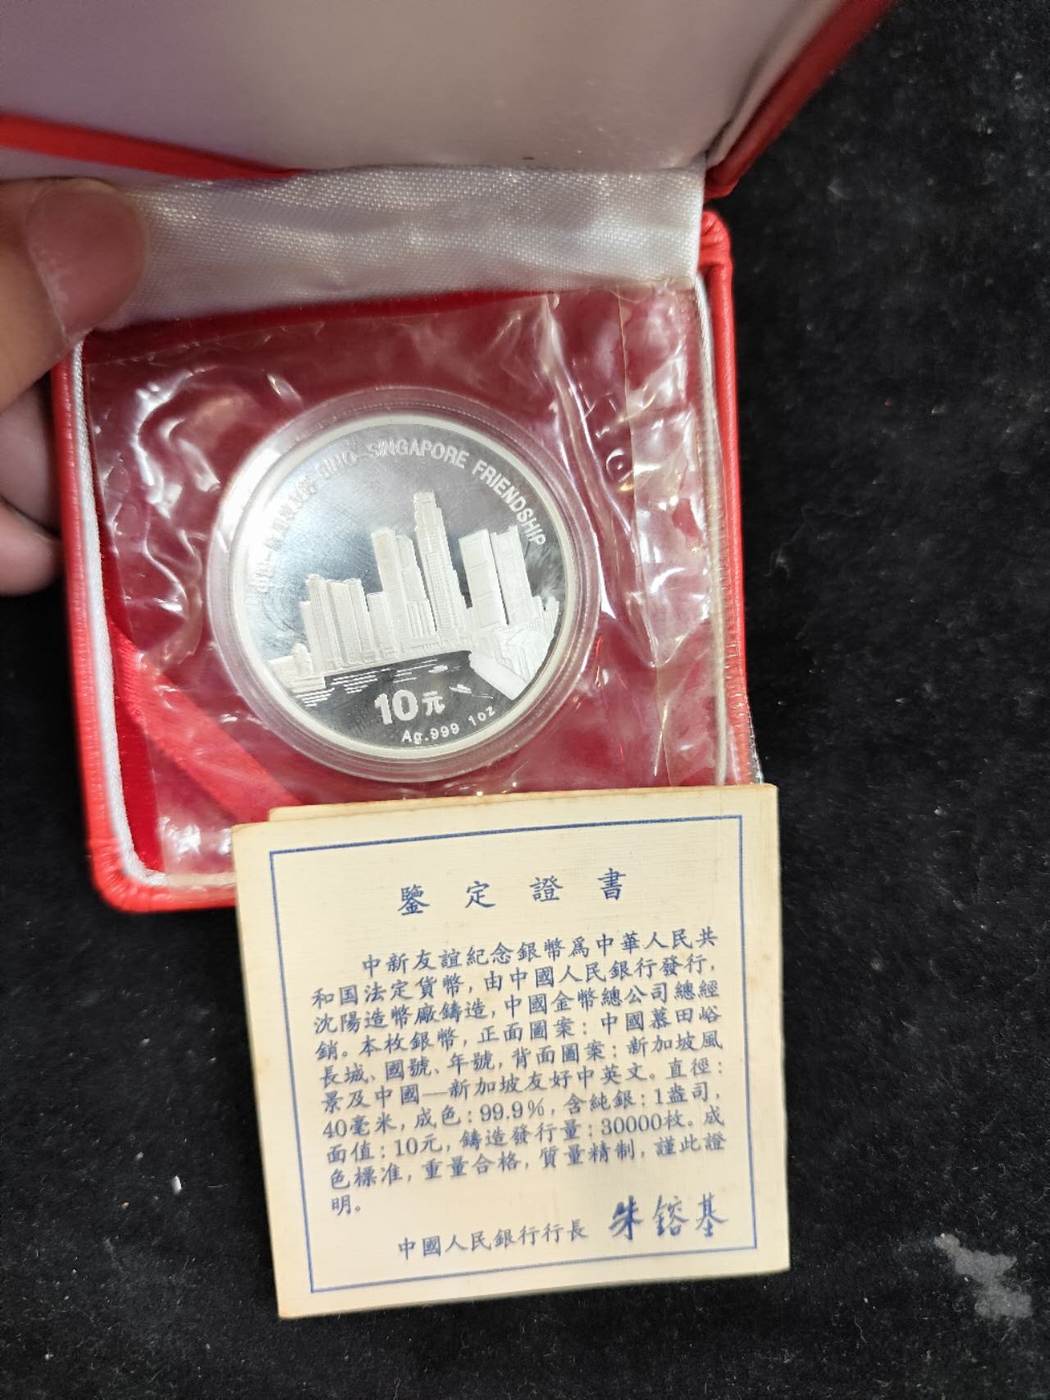 SINO-SINGAPORE FRIENDSHIP
10元
Ag.999 1oz
鑒定證書
中新友誼紀念銀幣爲中華人民共
和国法定貨幣，由中國人民銀行發行，
沈陽造幣廠鑄造，中國金幣總公司總經
銷。本枚銀幣，正面圖案：中國慕田峪
長城、國號、年號，背面圖案：新加坡風
景及中國—新加坡友好中英文。直徑：
40毫米，成色：99.9%，含純銀：1盎司，
面值：10元，鑄造發行量：30000枚。成
色標准，重量合格，質量精制，謹此證
明。
中國人民銀行行長 朱鎔基